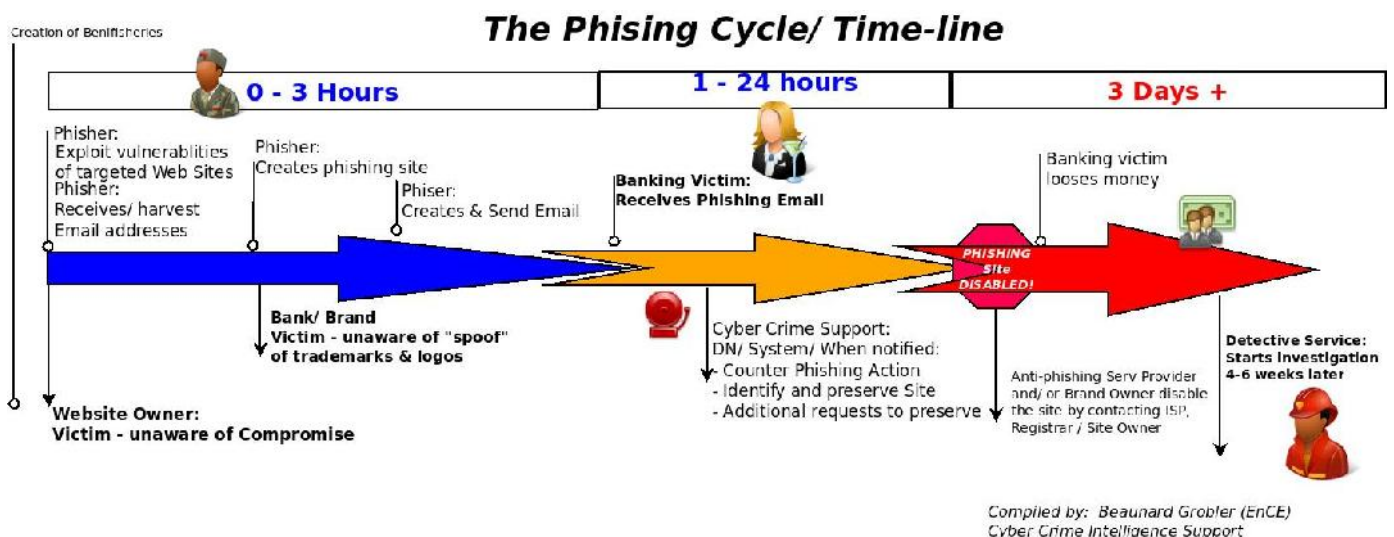 The Phising Cycle/ Time-line
Creation of Benifisheries
0 - 3 Hours
1 - 24 hours
3 Days +
Phisher:
Exploit vulnerablities
of targeted Web Sites
Phisher:
Receives/ harvest
Email addresses
Phisher:
Creates phishing site
Phiser:
Creates & Send Email
Banking Victim:
Receives Phishing Email
Banking victim
looses money
PHISHING
Site
DISABLED!
Bank/ Brand
Victim - unaware of "spoof"
of trademarks & logos
Website Owner:
Victim - unaware of Compromise
Cyber Crime Support:
DN/ System/ When notified:
- Counter Phishing Action
- Identify and preserve Site
- Additional requests to preserve
Anti-phishing Serv Provider
and/ or Brand Owner disable
the site by contacting ISP,
Registrar / Site Owner
Detective Service:
Starts investigation
4-6 weeks later
Compiled by: Beaunard Grobler (EnCE)
Cyber Crime Intelligence Support